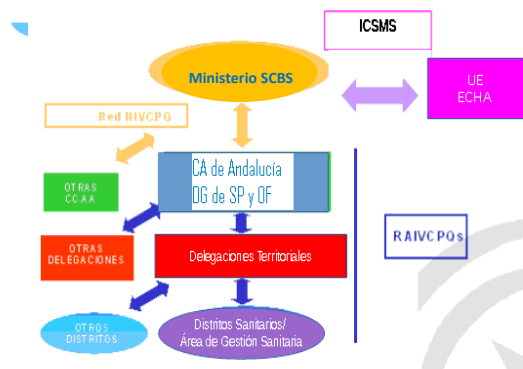 ICSMS
Ministerio SCBS
UE
ECHA
Red NIVCPQ
CA de Andalucía
DG de SP y OF
OTRAS
CC.AA
RAIVCPQs
OTRAS
DELEGACIONES
Delegaciones Territoriales
OTROS
DISTRITOS
Distritos Sanitarios/
Área de Gestión Sanitaria